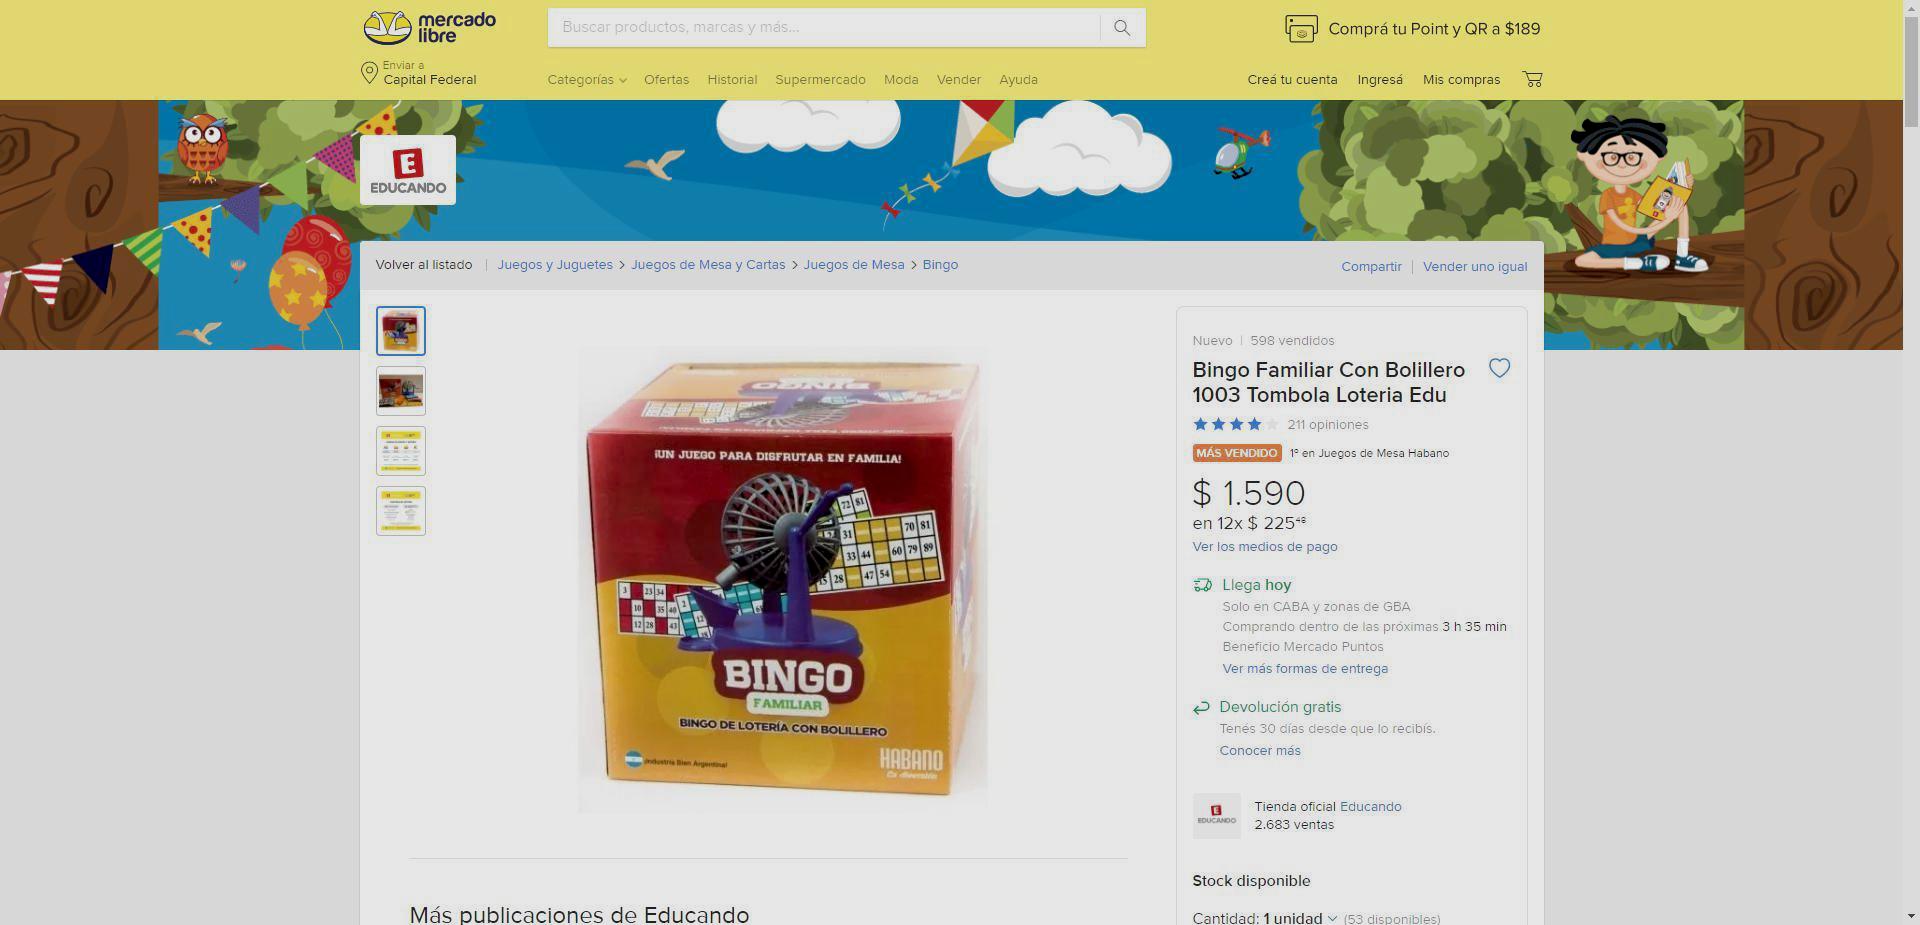 mercado
libre
Buscar productos, marcas y más...
Comprá tu Point y QR a $189
Enviar a
Capital Federal
Categorías
Ofertas
Historial
Supermercado
Moda
Vender
Ayuda
Creá tu cuenta
Ingresá
Mis compras
E
EDUCANDO
Volver al listado
Juegos y Juguetes > Juegos de Mesa y Cartas > Juegos de Mesa > Bingo
Compartir
Vender uno igual
¡UN JUEGO PARA DISFRUTAR EN FAMILIA!
BINGO
FAMILIAR
BINGO DE LOTERÍA CON BOLILLERO
¡Industria Bien Argentina!
HABANO
Es diversión
Nuevo | 598 vendidos
Bingo Familiar Con Bolillero
1003 Tombola Loteria Edu
211 opiniones
MÁS VENDIDO 1º en Juegos de Mesa Habano
$ 1.590
en 12x $ 225⁴⁸
Ver los medios de pago
Llega hoy
Solo en CABA y zonas de GBA
Comprando dentro de las próximas 3 h 35 min
Beneficio Mercado Puntos
Ver más formas de entrega
Devolución gratis
Tenés 30 días desde que lo recibís.
Conocer más
E
EDUCANDO
Tienda oficial Educando
2.683 ventas
Stock disponible
Cantidad: 1 unidad (53 disponibles)
Más publicaciones de Educando